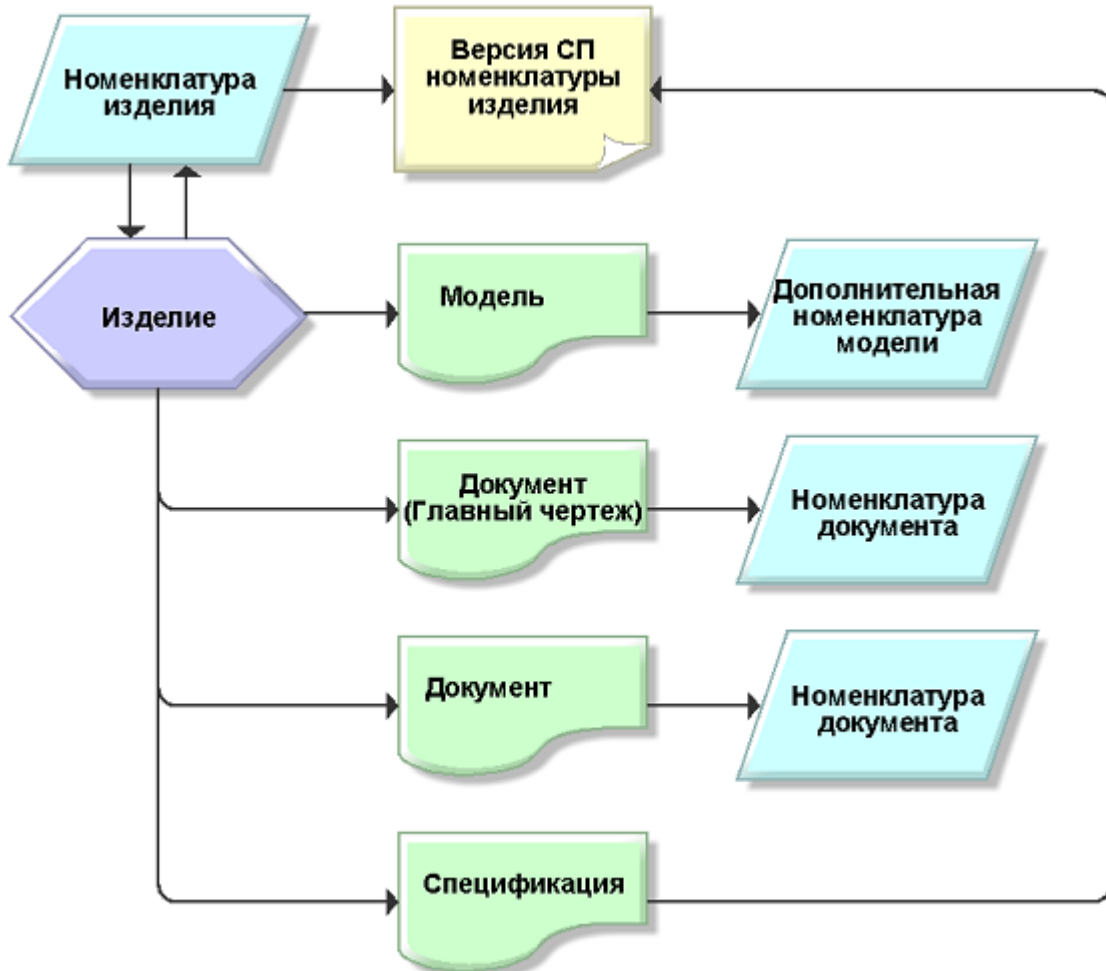 Номенклатура
изделия
Версия СП
номенклатуры
изделия
Изделие
Модель
Дополнительная
номенклатура
модели
Документ
(Главный чертеж)
Номенклатура
документа
Документ
Номенклатура
документа
Спецификация